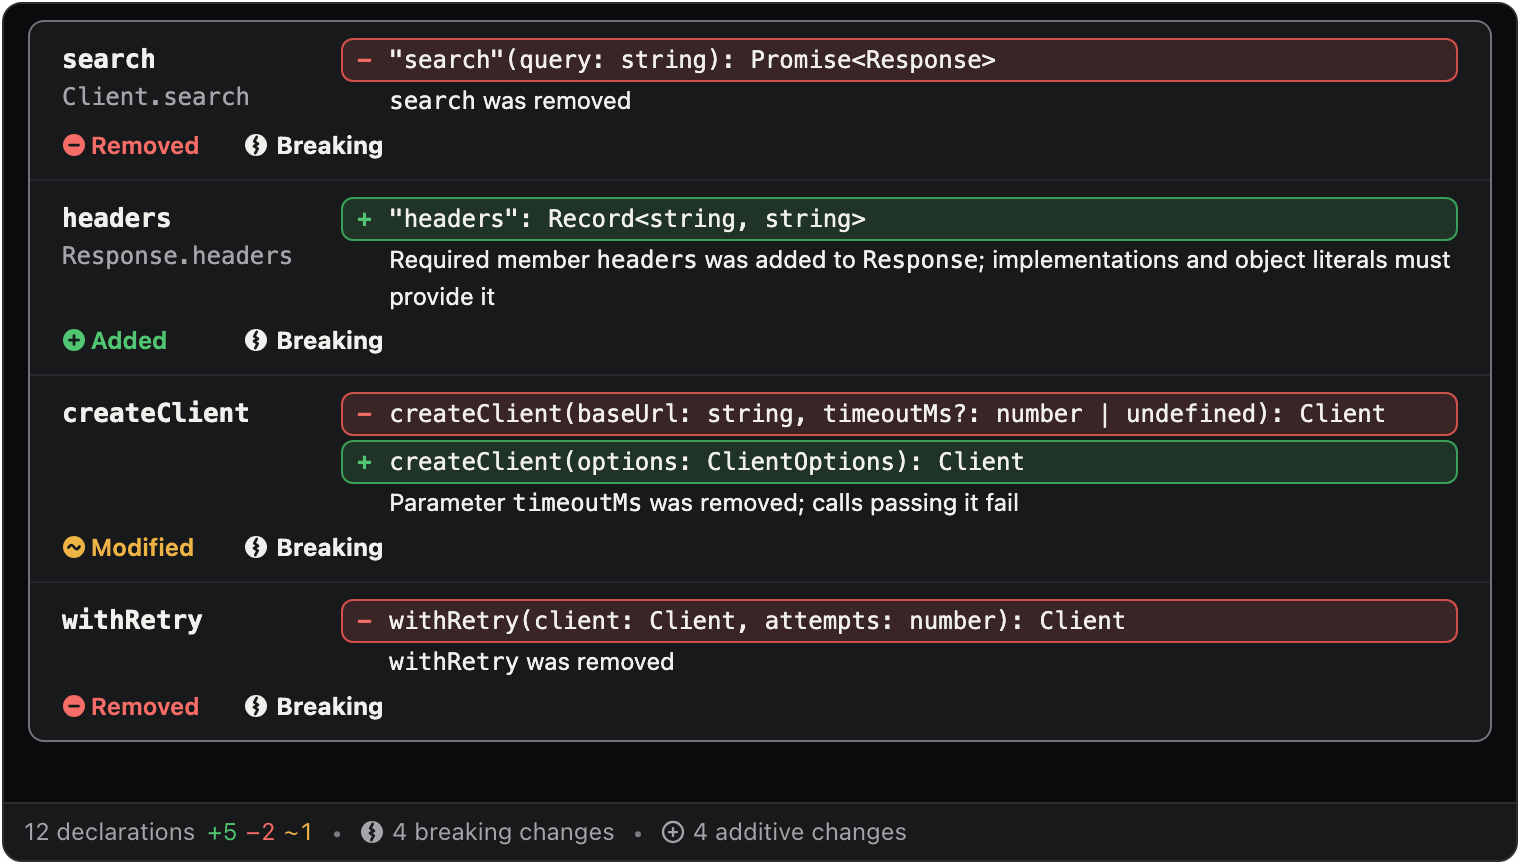 search
− "search"(query: string): Promise<Response>
Client.search
search was removed
Removed Breaking
headers
+ "headers": Record<string, string>
Response.headers
Required member headers was added to Response; implementations and object literals must
provide it
Added Breaking
createClient
− createClient(baseUrl: string, timeoutMs?: number | undefined): Client
+ createClient(options: ClientOptions): Client
Parameter timeoutMs was removed; calls passing it fail
Modified Breaking
withRetry
− withRetry(client: Client, attempts: number): Client
withRetry was removed
Removed Breaking
12 declarations +5 −2 ~1 • 4 breaking changes • 4 additive changes